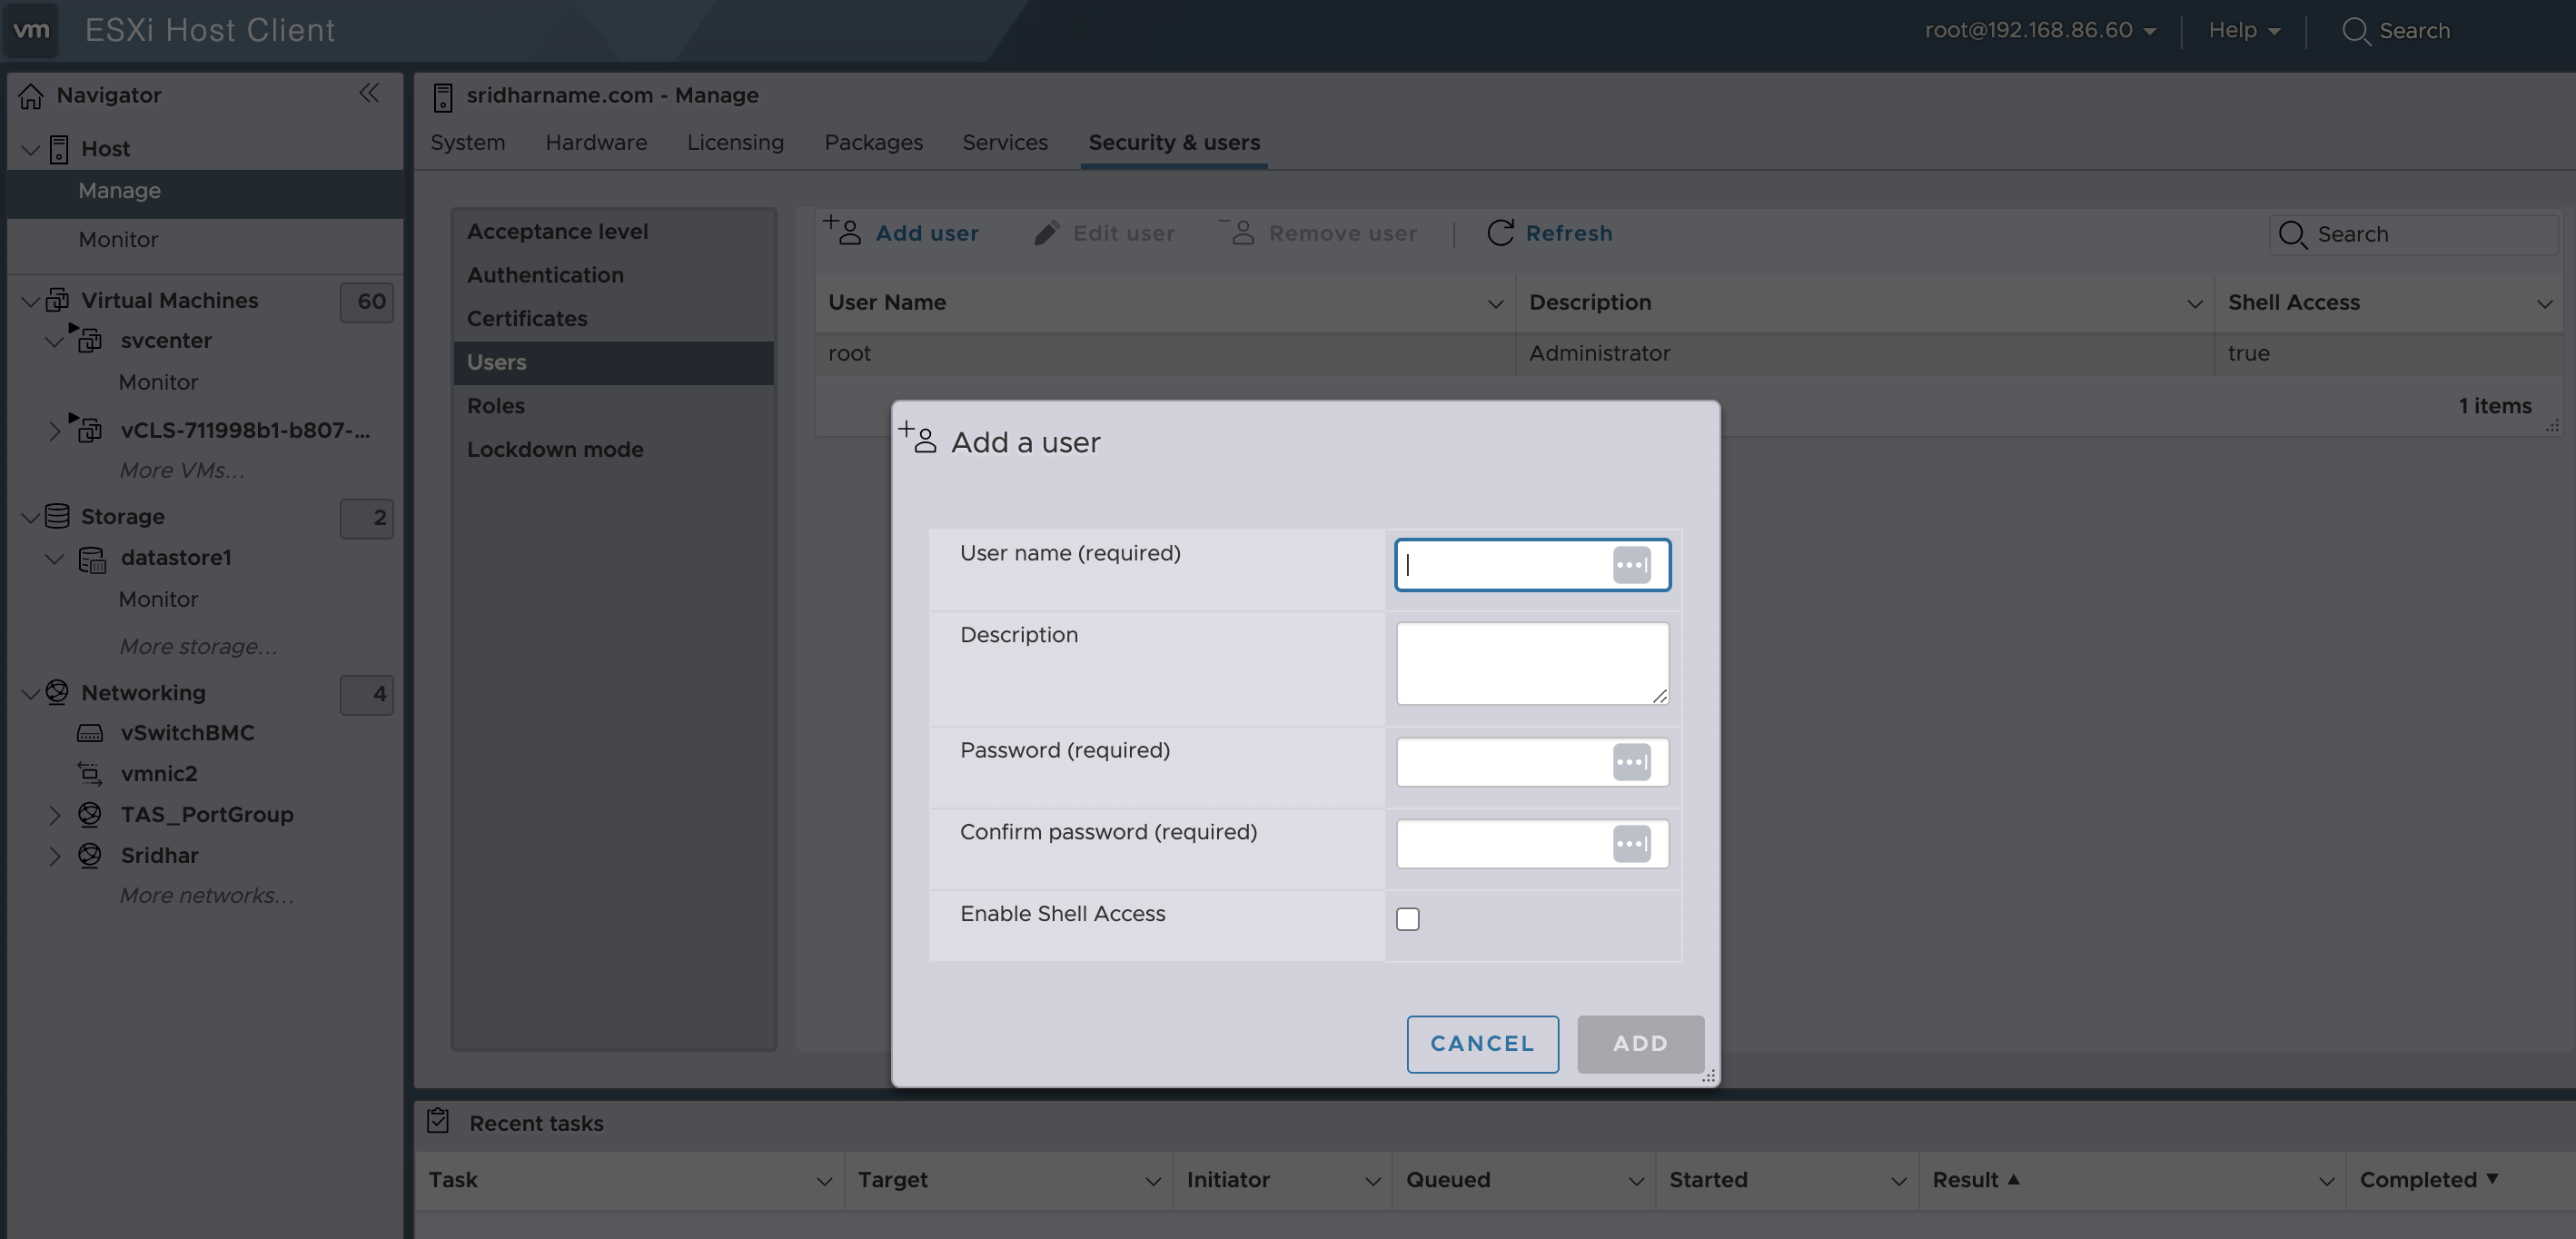 vm ESXi Host Client root@192.168.86.60 Help Search
Navigator
Host
Manage
Monitor
Virtual Machines 60
svcenter
Monitor
vCLS-711998b1-b807-...
More VMs...
Storage 2
datastore1
Monitor
More storage...
Networking 4
vSwitchBMC
vmnic2
TAS_PortGroup
Sridhar
More networks...
sridharname.com - Manage
System Hardware Licensing Packages Services Security & users
Acceptance level
Authentication
Certificates
Users
Roles
Lockdown mode
Add user Edit user Remove user Refresh Search
User Name Description Shell Access
root Administrator true
1 items
Add a user
User name (required)
Description
Password (required)
Confirm password (required)
Enable Shell Access
CANCEL ADD
Recent tasks
Task Target Initiator Queued Started Result Completed